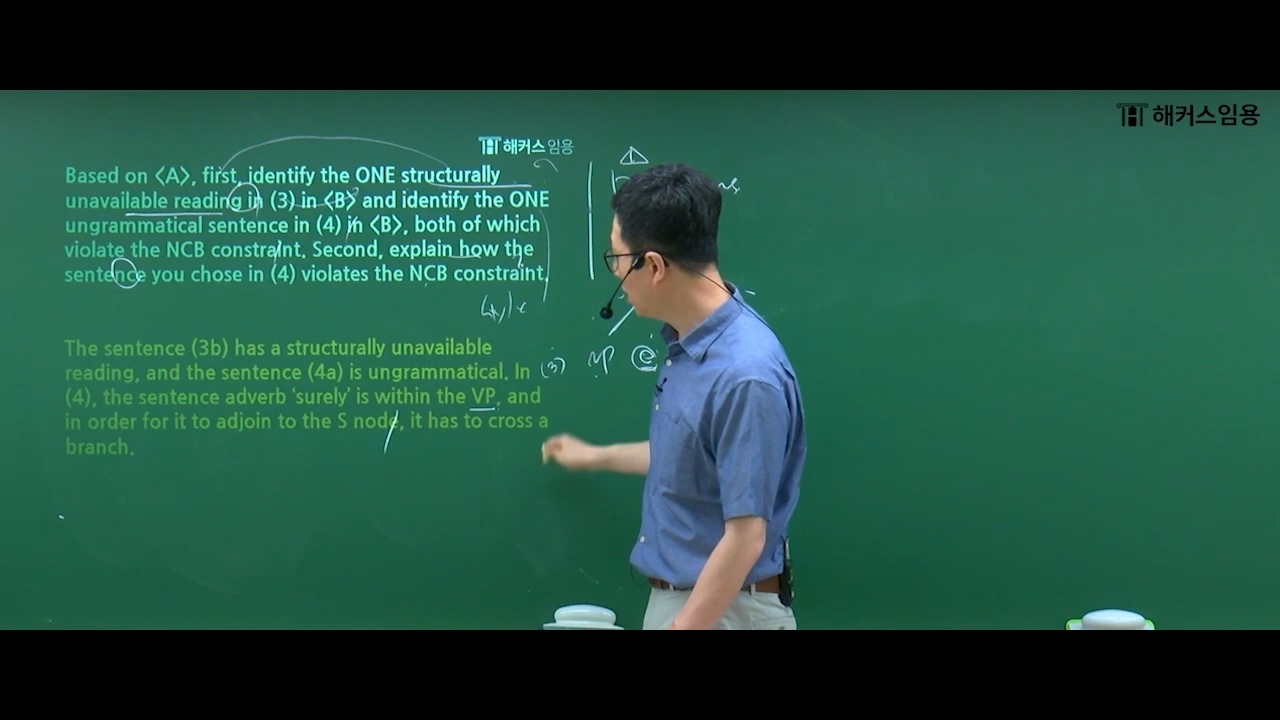 해커스임용
해커스임용
Based on <A>, first, identify the ONE structurally
unavailable reading in (3) in <B> and identify the ONE
ungrammatical sentence in (4) in <B>, both of which
violate the NCB constraint. Second, explain how the
sentence you chose in (4) violates the NCB constraint.
The sentence (3b) has a structurally unavailable
reading, and the sentence (4a) is ungrammatical. In
(4), the sentence adverb ‘surely’ is within the VP, and
in order for it to adjoin to the S node, it has to cross a
branch.
(3) NP